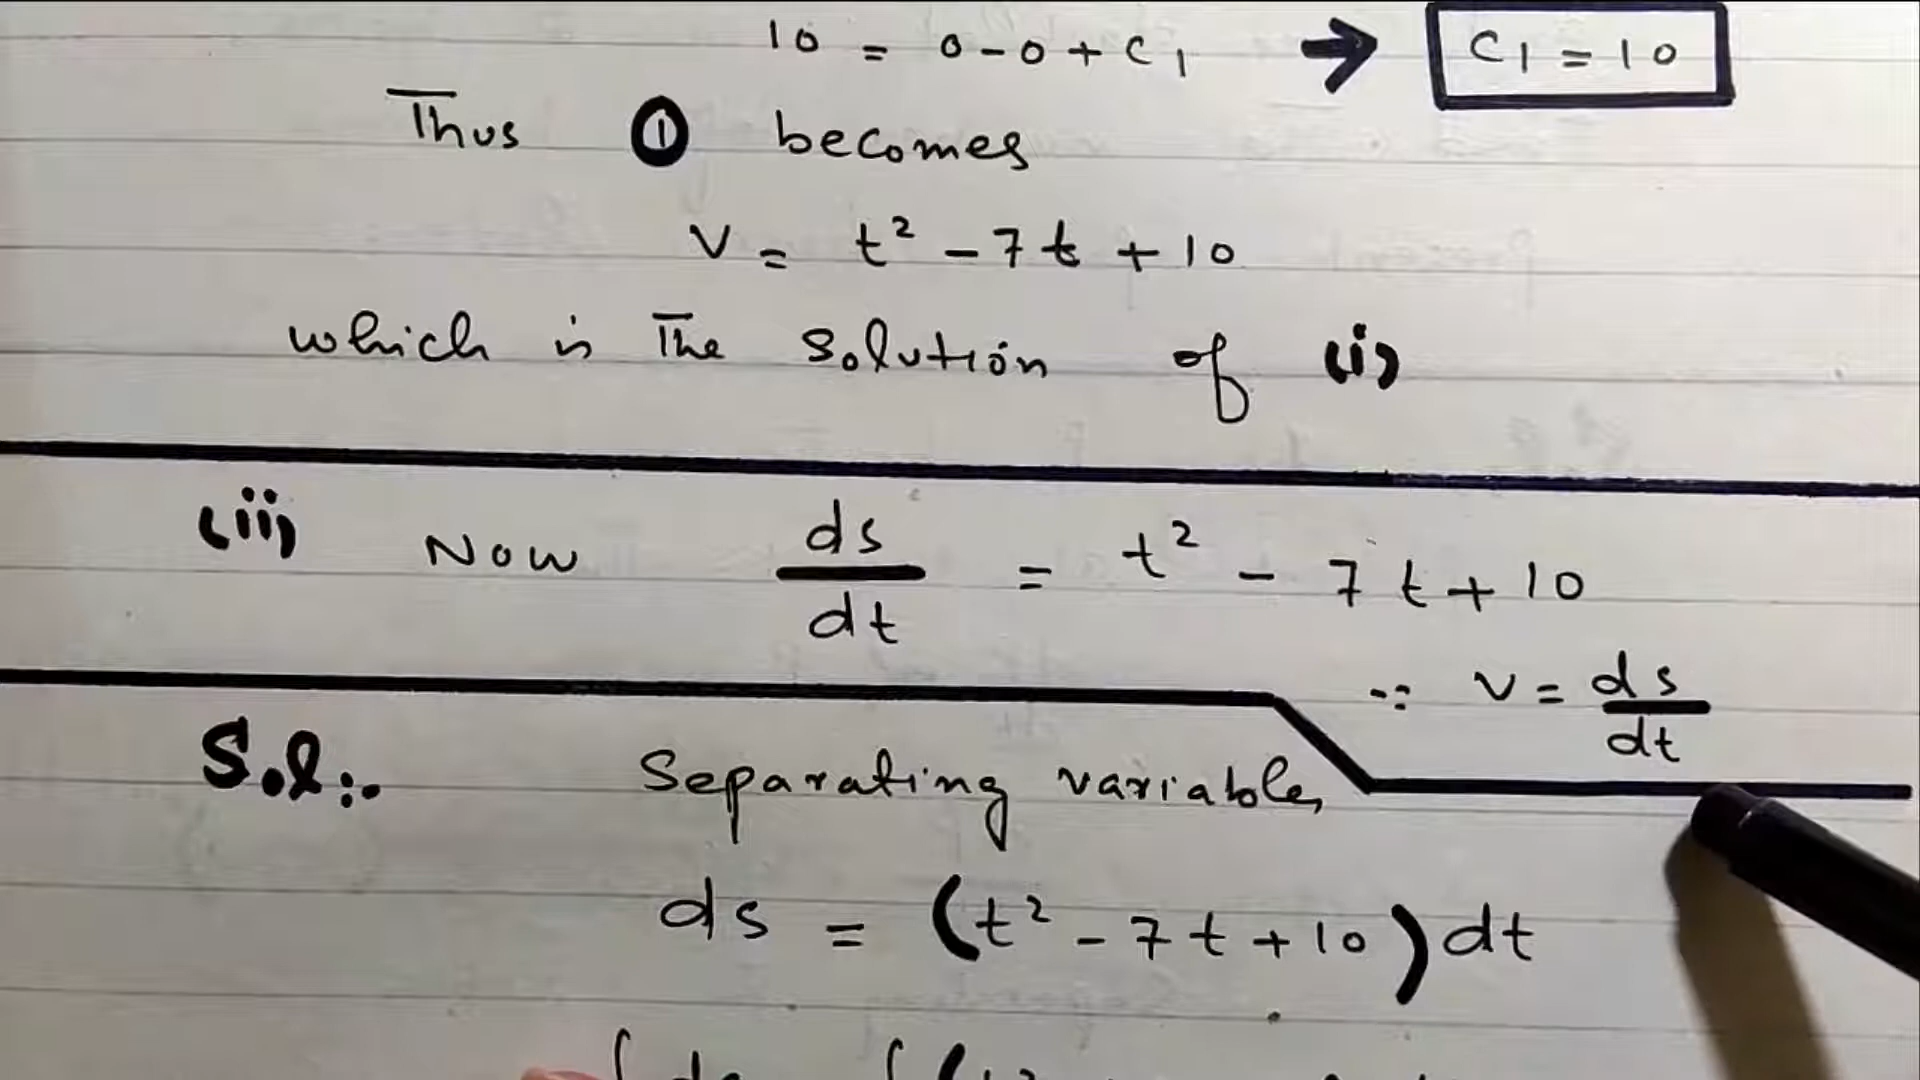 10 = 0 - 0 + C1 → C1 = 10
Thus ① becomes
v = t² - 7t + 10
which is the solution of (i)
(ii) Now ds/dt = t² - 7t + 10
∵ v = ds/dt
Sol:. Separating variables
ds = (t² - 7t + 10) dt